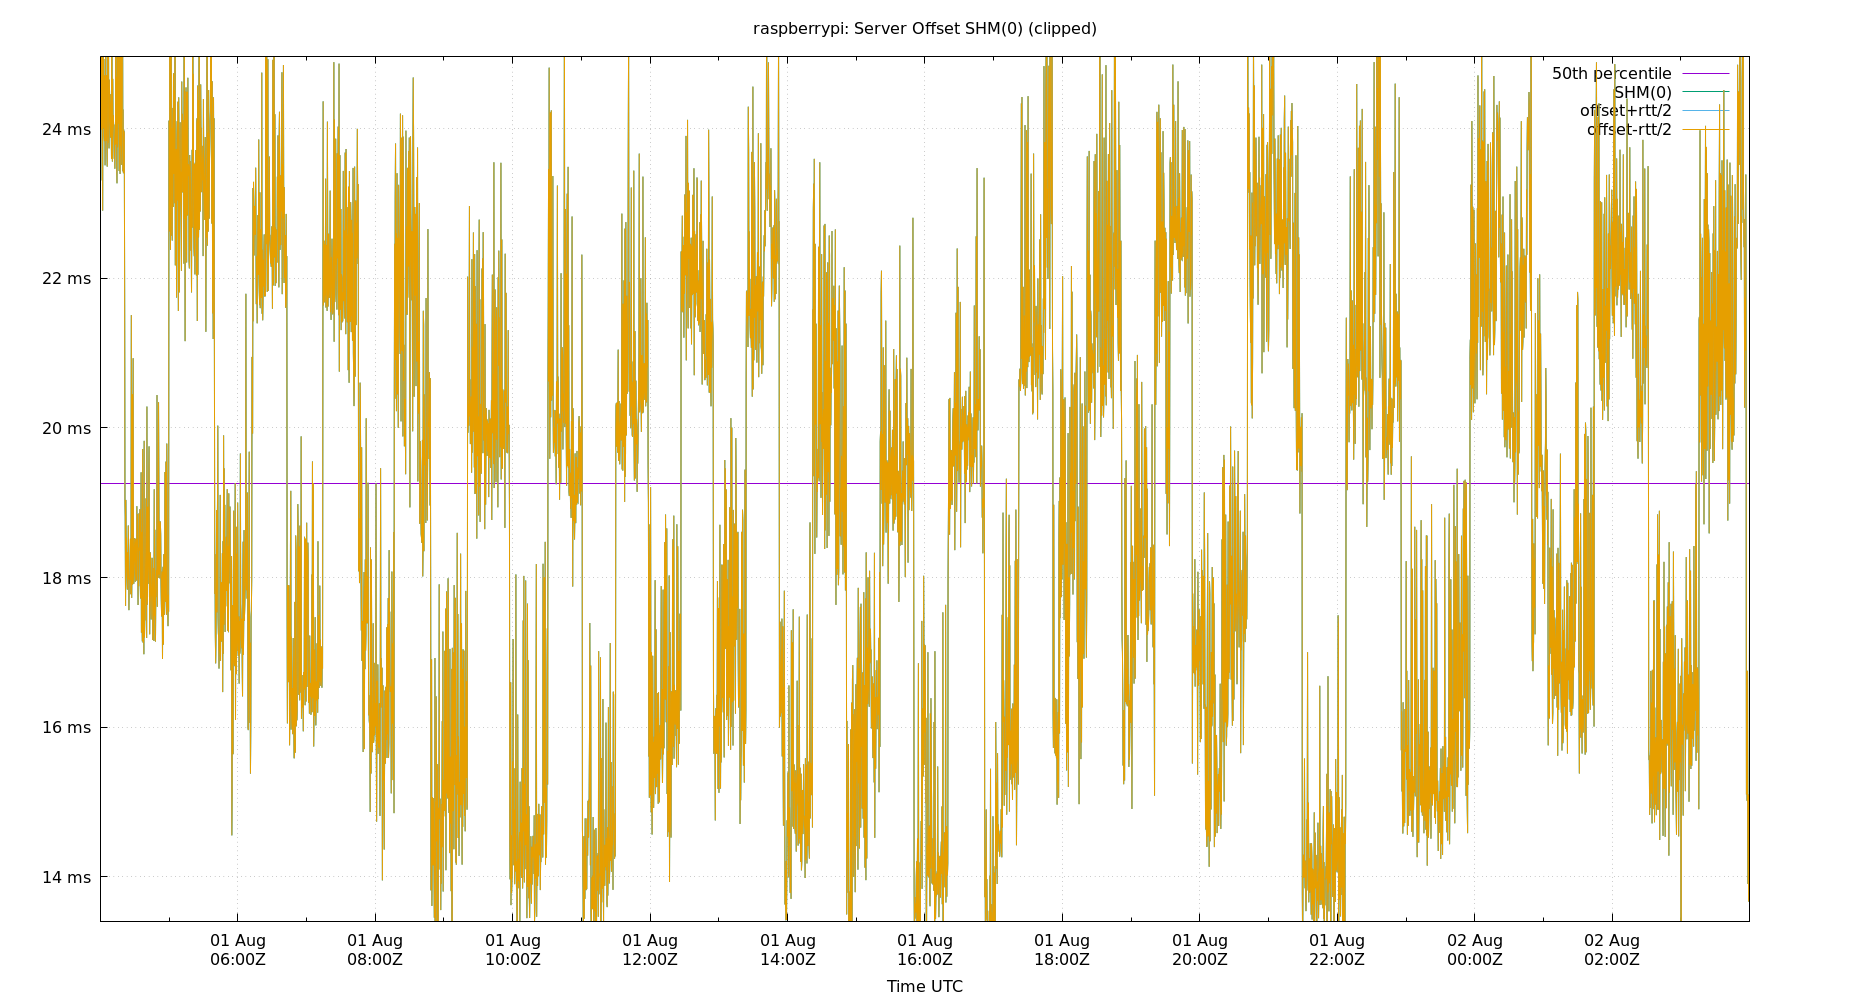 raspberrypi: Server Offset SHM(0) (clipped)
50th percentile
SHM(0)
offset+rtt/2
offset-rtt/2
24 ms
22 ms
20 ms
18 ms
16 ms
14 ms
01 Aug 01 Aug 01 Aug 01 Aug 01 Aug 01 Aug 01 Aug 01 Aug 01 Aug 02 Aug 02 Aug
06:00Z 08:00Z 10:00Z 12:00Z 14:00Z 16:00Z 18:00Z 20:00Z 22:00Z 00:00Z 02:00Z
Time UTC